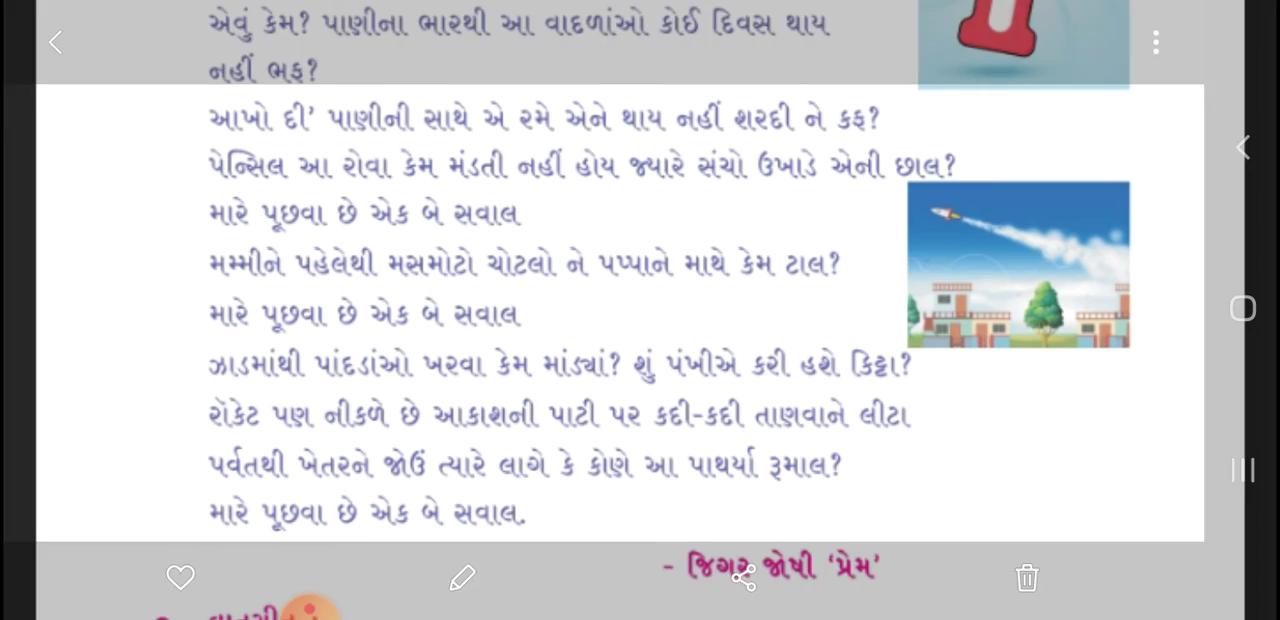 એવું કેમ? પાણીના ભારથી આ વાદળાંઓ કોઈ દિવસ થાય
નહીં ભફ?
આખો દી' પાણીની સાથે એ રમે એને થાય નહીં શરદી ને કફ?
પેન્સિલ આ રોવા કેમ મંડતી નહીં હોય જ્યારે સંચો ઉખાડે એની છાલ?
મારે પૂછવા છે એક બે સવાલ
મમ્મીને પહેલેથી મસમોટો ચોટલો ને પપ્પાને માથે કેમ ટાલ?
મારે પૂછવા છે એક બે સવાલ
ઝાડમાંથી પાંદડાંઓ ખરવા કેમ માંડ્યાં? શું પંખીએ કરી હશે કિટ્ટા?
રૉકેટ પણ નીકળે છે આકાશની પાટી પર કદી-કદી તાણવાને લીટા
પર્વતથી ખેતરને જોઉં ત્યારે લાગે કે કોણે આ પાથર્યા રૂમાલ?
મારે પૂછવા છે એક બે સવાલ.
- જિગર જોષી 'પ્રેમ'